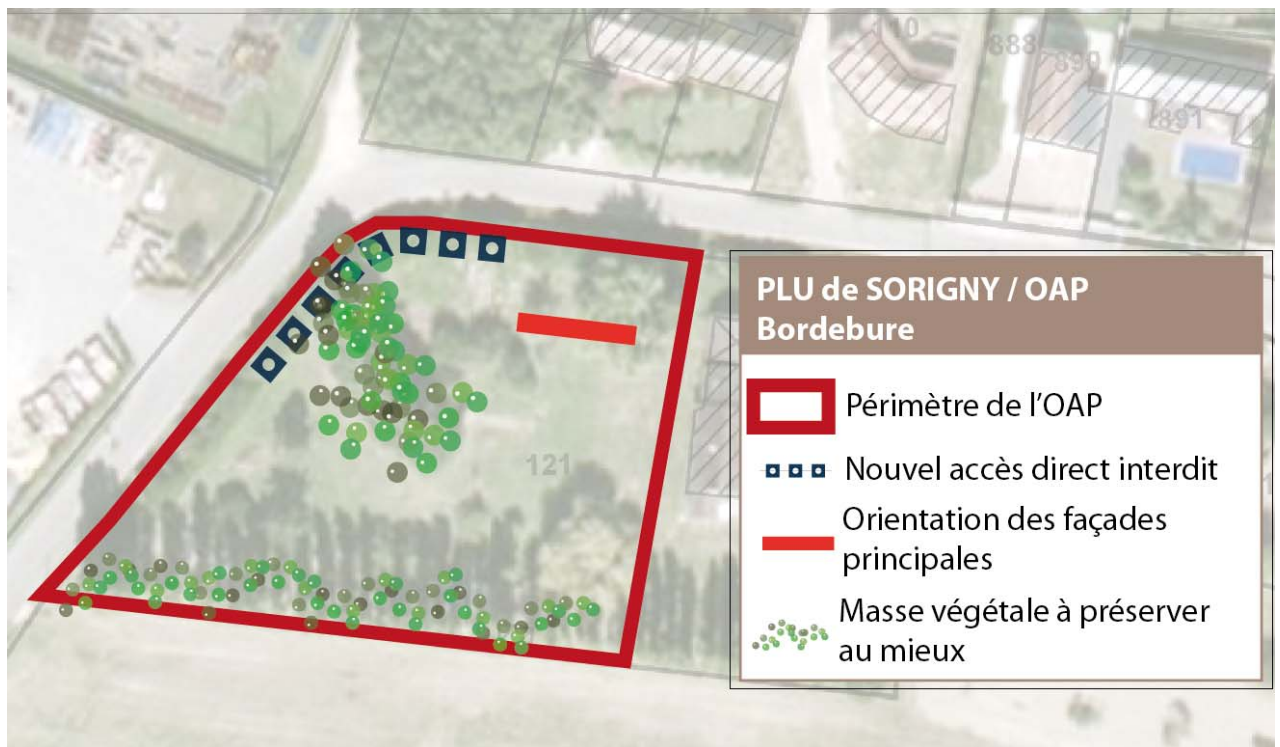 110
888
890
891
121
PLU de SORIGNY / OAP
Bordebure
Périmètre de l'OAP
Nouvel accès direct interdit
Orientation des façades
principales
Masse végétale à préserver
au mieux